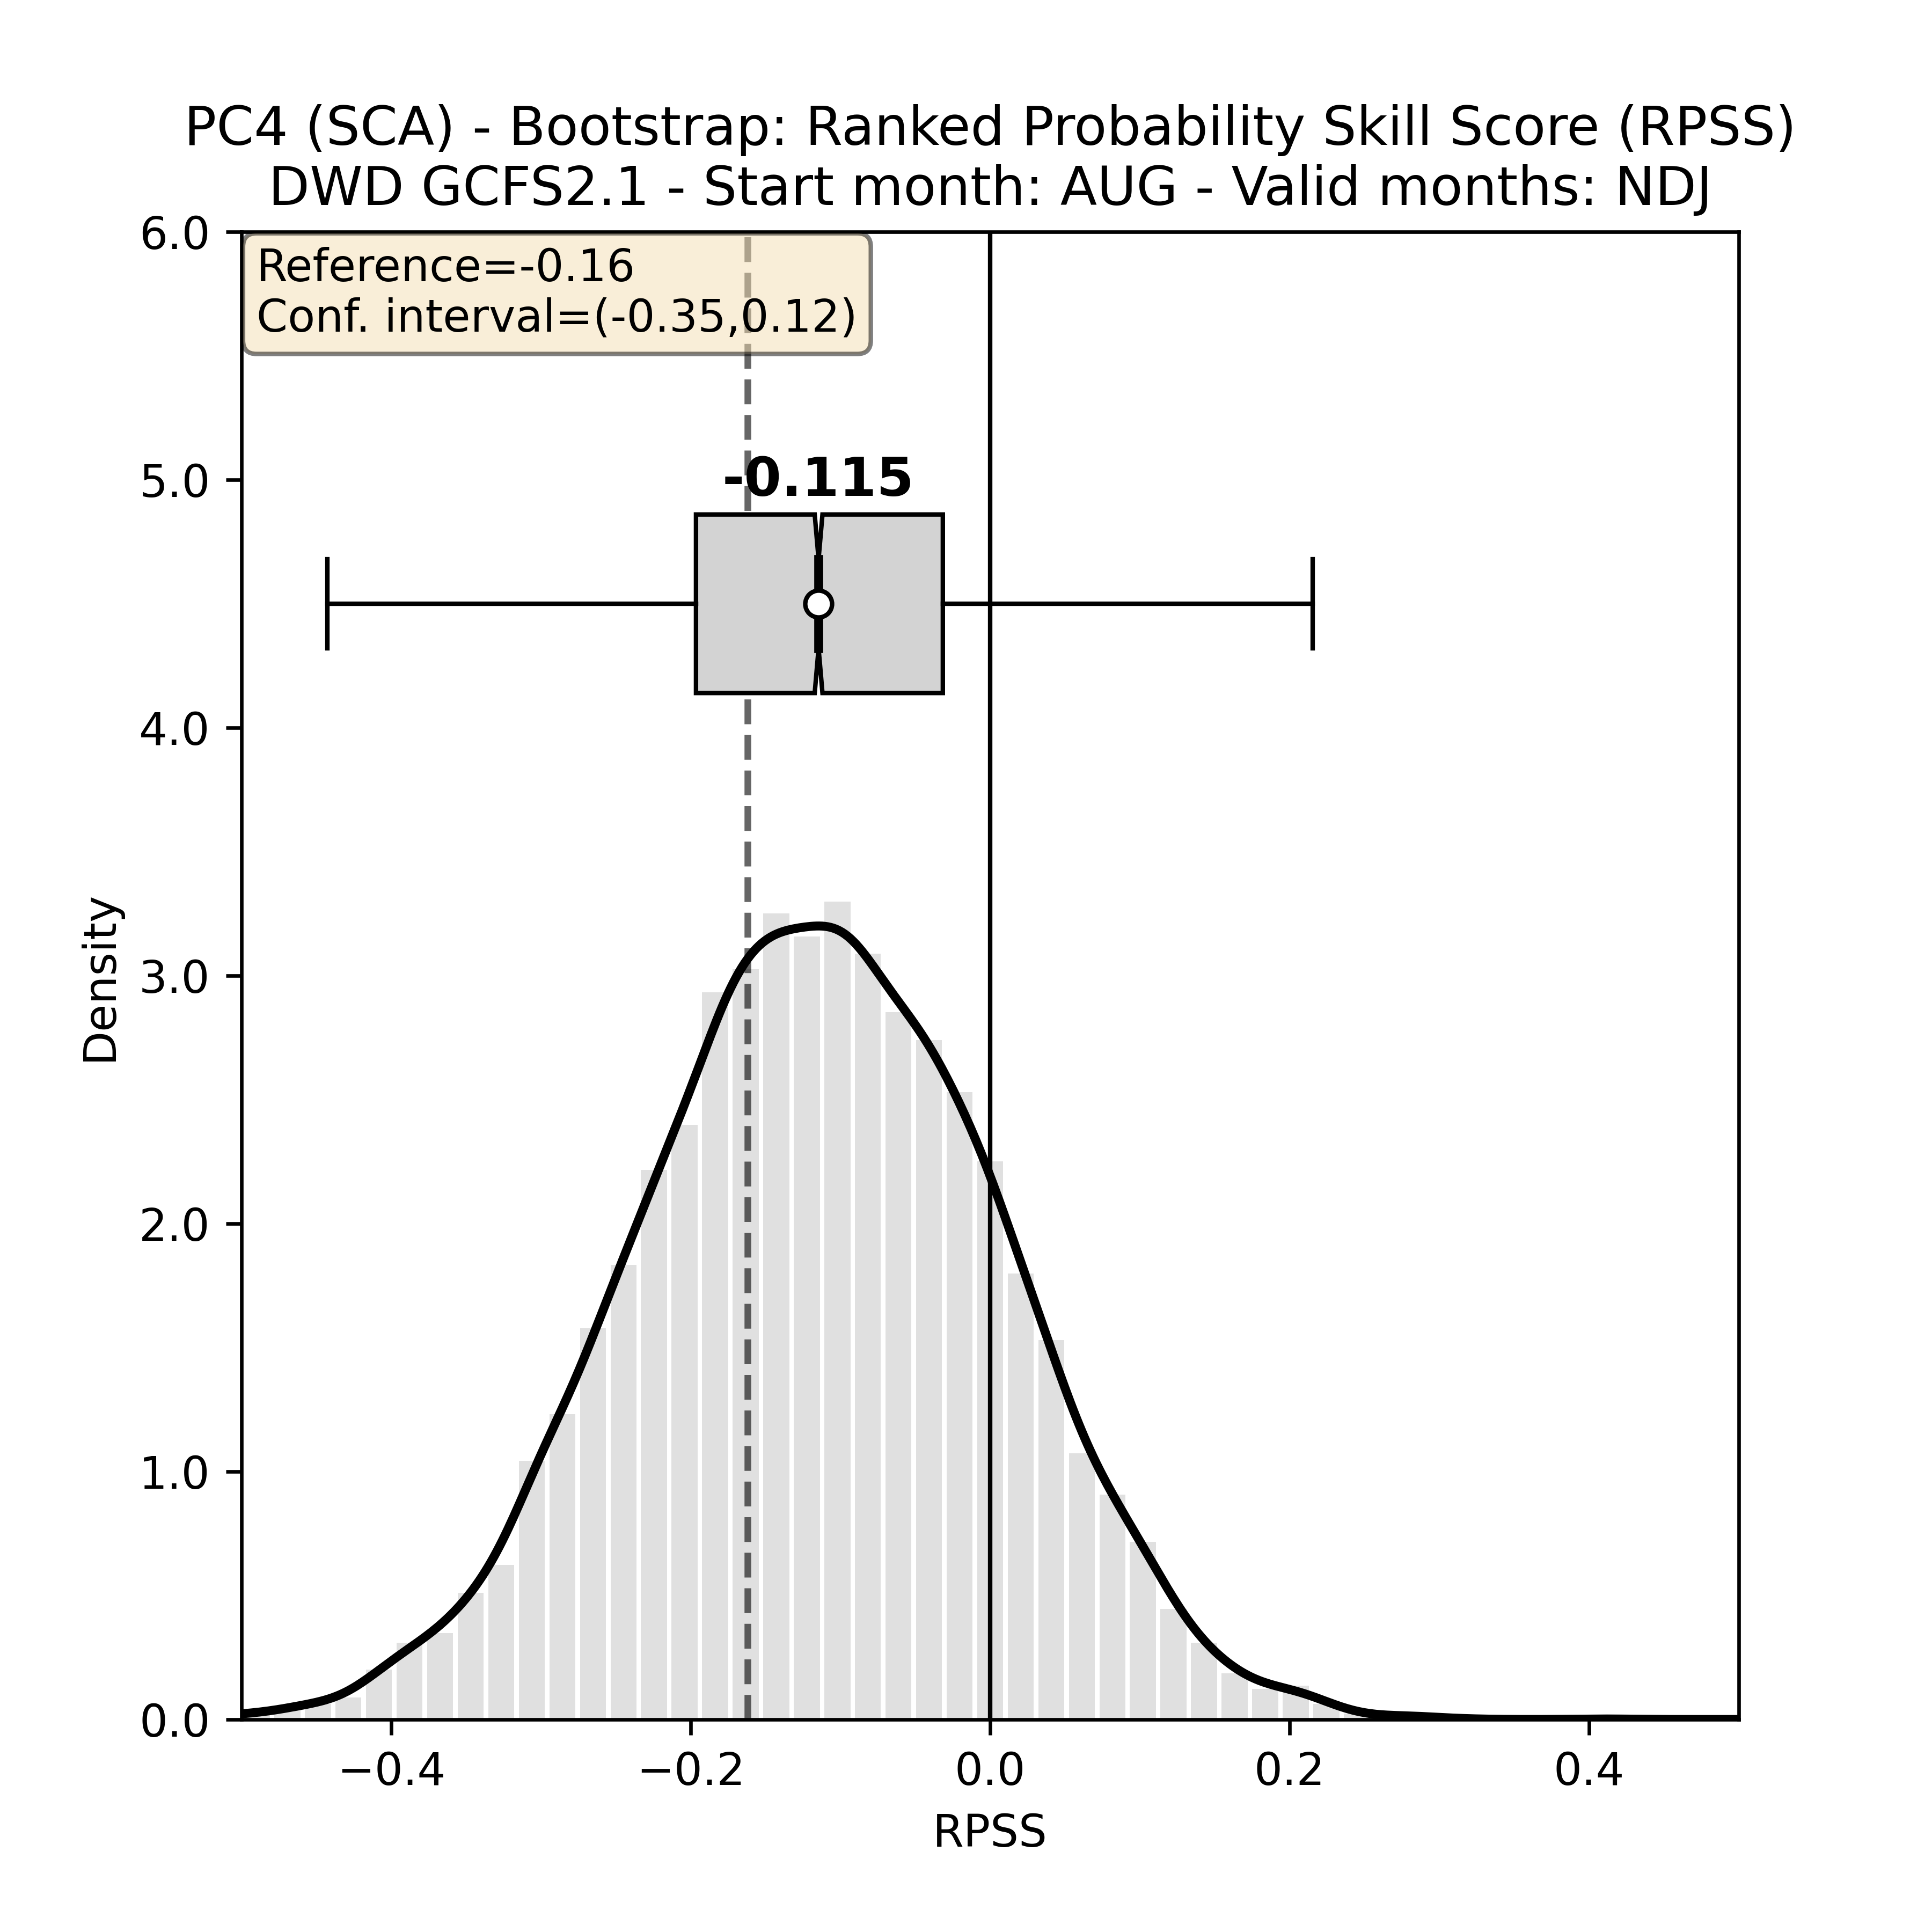 PC4 (SCA) - Bootstrap: Ranked Probability Skill Score (RPSS)
DWD GCFS2.1 - Start month: AUG - Valid months: NDJ
Reference=-0.16
Conf. interval=(-0.35,0.12)
-0.115
6.0
5.0
4.0
3.0
2.0
1.0
0.0
Density
−0.4
−0.2
0.0
0.2
0.4
RPSS